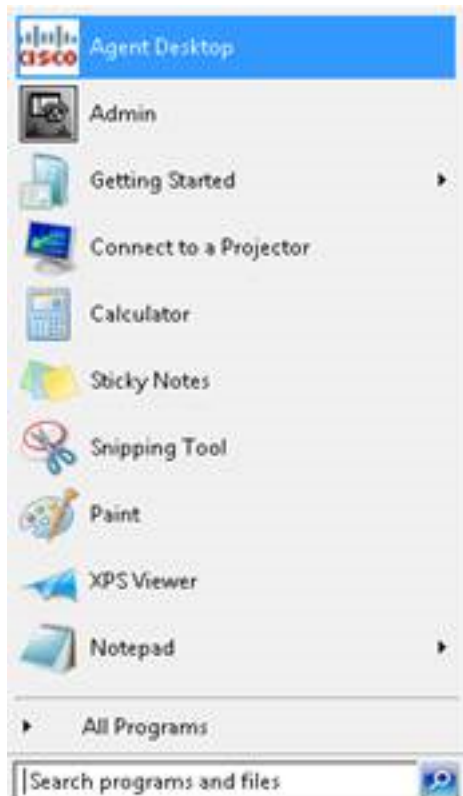 CISCO
Agent Desktop
Admin
Getting Started
Connect to a Projector
Calculator
Sticky Notes
Snipping Tool
Paint
XPS Viewer
Notepad
All Programs
Search programs and files